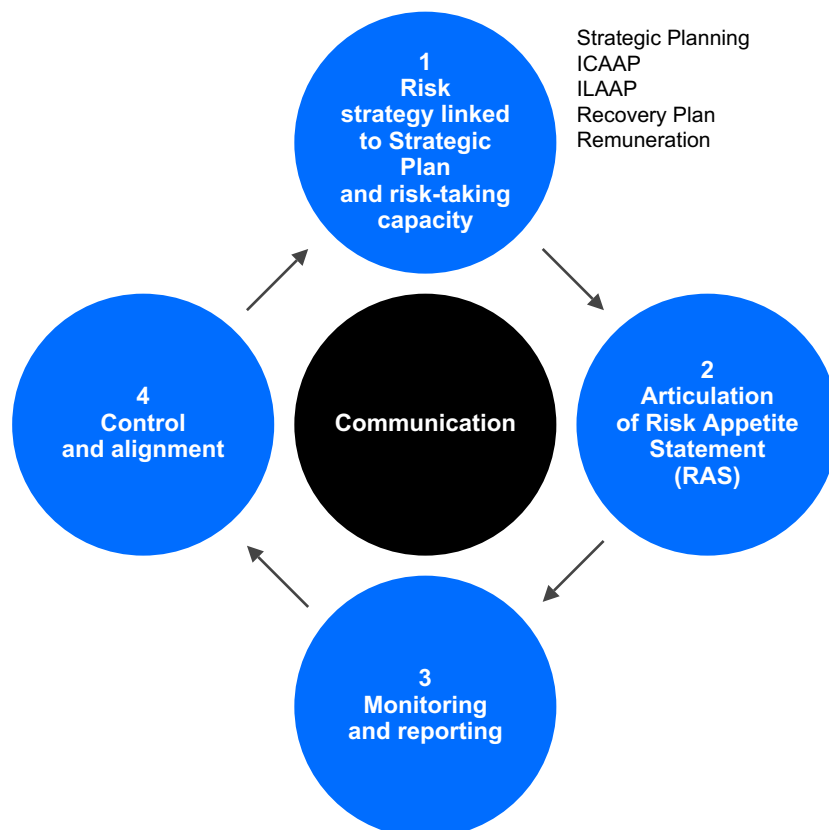 1
Risk
strategy linked
to Strategic
Plan
and risk-taking
capacity
Strategic Planning
ICAAP
ILAAP
Recovery Plan
Remuneration
2
Articulation
of Risk Appetite
Statement
(RAS)
3
Monitoring
and reporting
4
Control
and alignment
Communication